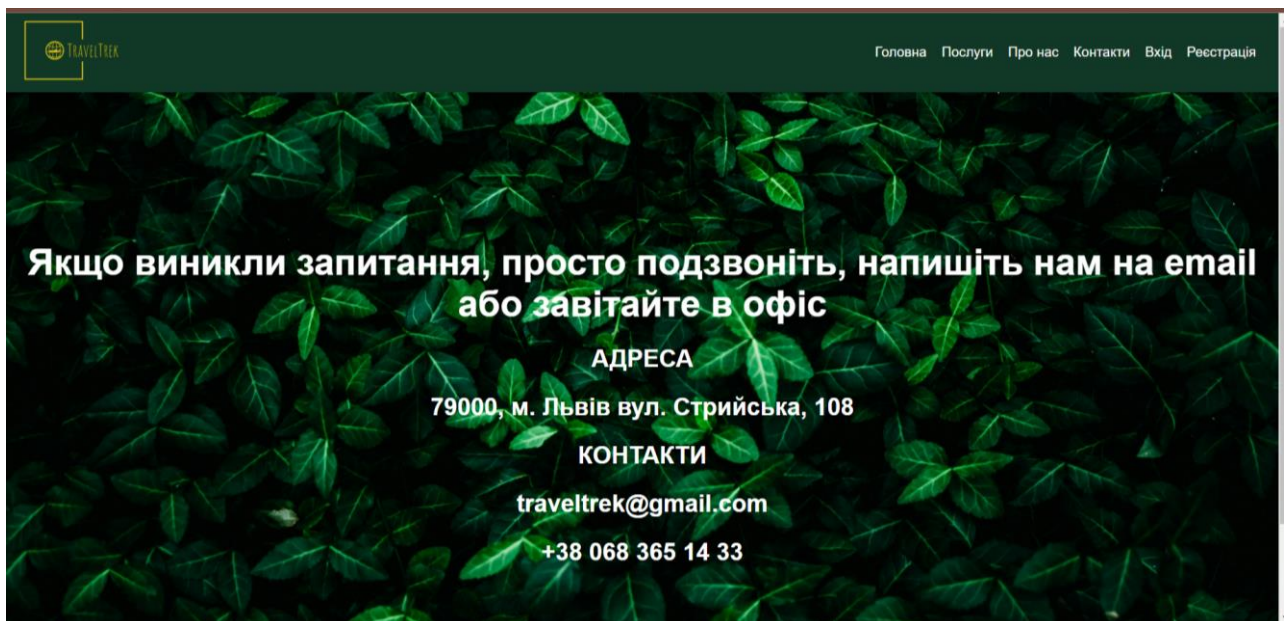 TravelTrek
Головна Послуги Про нас Контакти Вхід Реєстрація
Якщо виникли запитання, просто подзвоніть, напишіть нам на email
або завітайте в офіс
АДРЕСА
79000, м. Львів вул. Стрийська, 108
КОНТАКТИ
traveltrek@gmail.com
+38 068 365 14 33